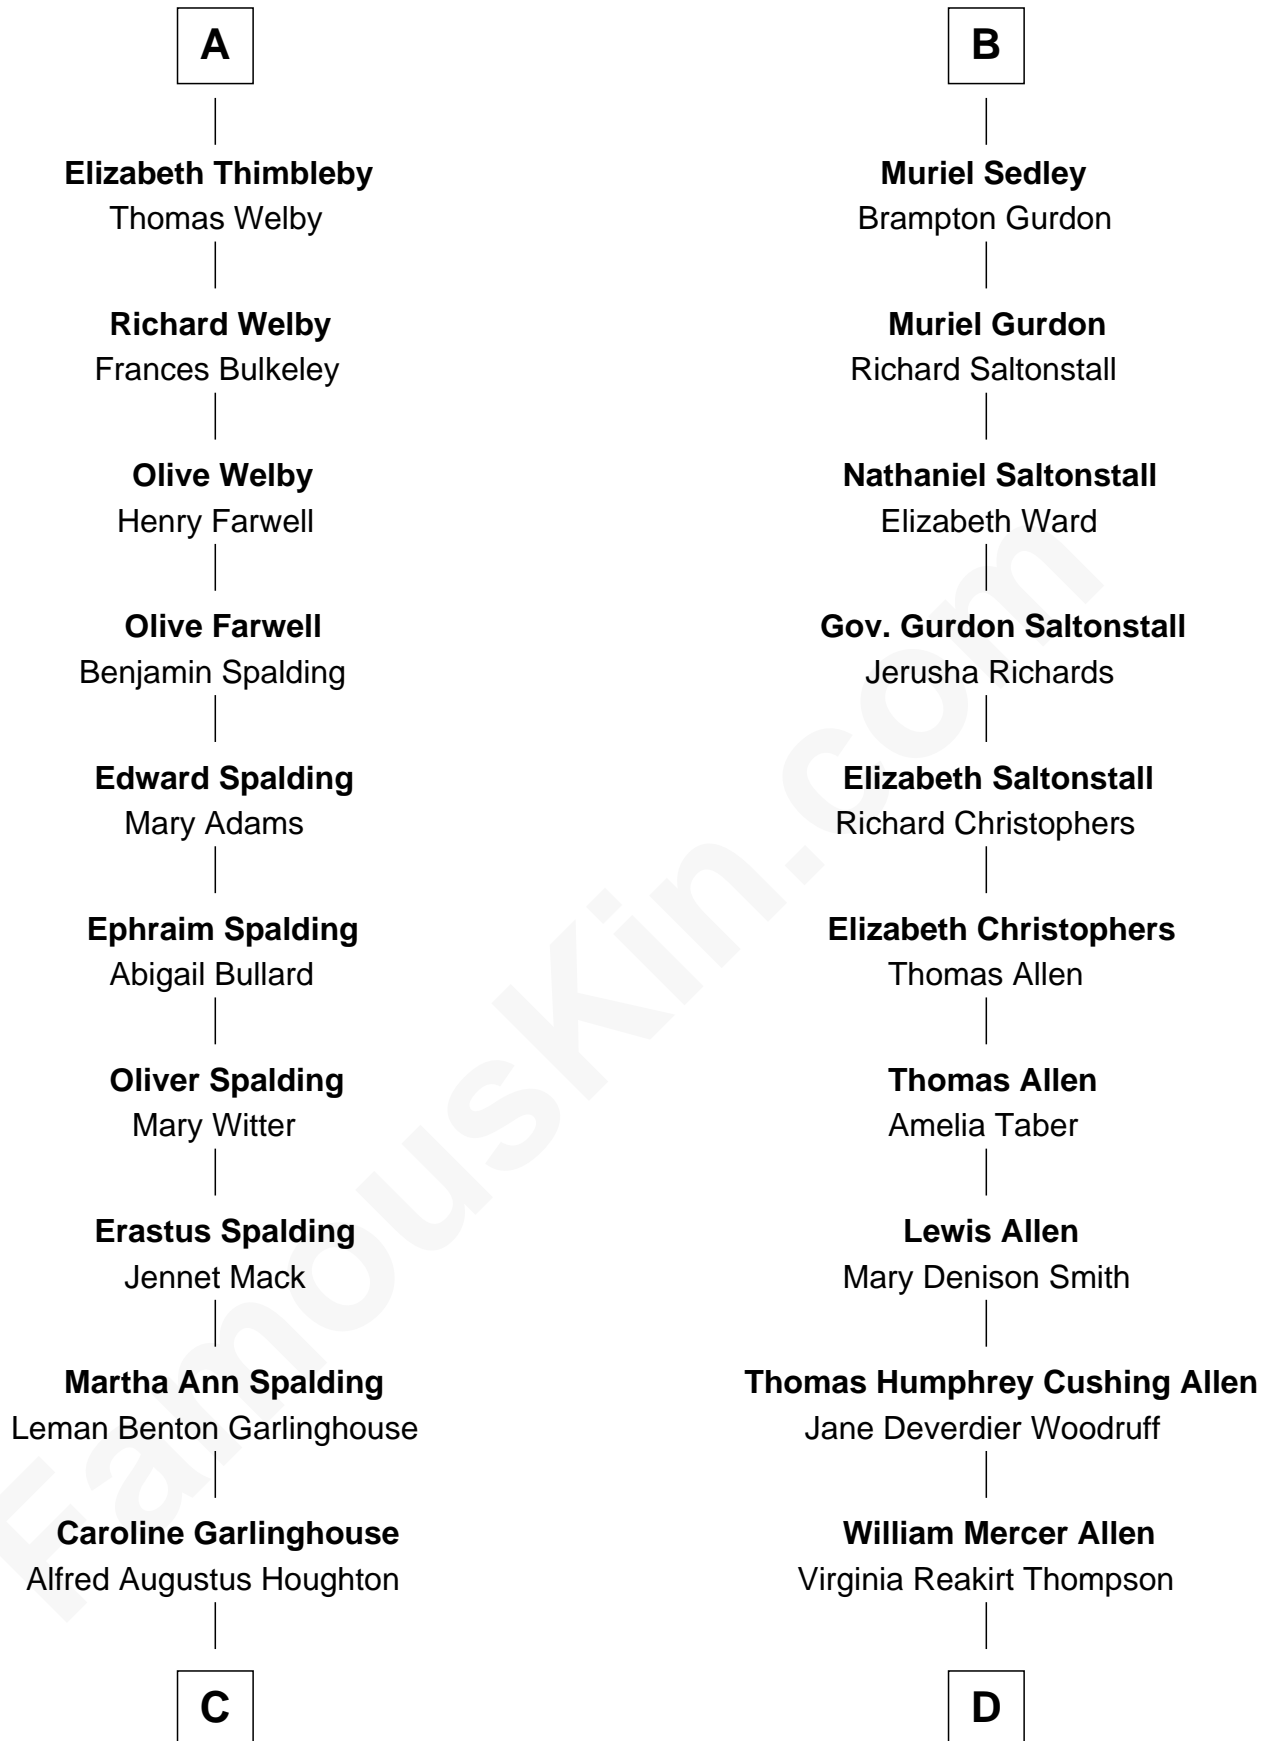 A
Elizabeth Thimbleby
Thomas Welby
Richard Welby
Frances Bulkeley
Olive Welby
Henry Farwell
Olive Farwell
Benjamin Spalding
Edward Spalding
Mary Adams
Ephraim Spalding
Abigail Bullard
Oliver Spalding
Mary Witter
Erastus Spalding
Jennet Mack
Martha Ann Spalding
Leman Benton Garlinghouse
Caroline Garlinghouse
Alfred Augustus Houghton
C
B
Muriel Sedley
Brampton Gurdon
Muriel Gurdon
Richard Saltonstall
Nathaniel Saltonstall
Elizabeth Ward
Gov. Gurdon Saltonstall
Jerusha Richards
Elizabeth Saltonstall
Richard Christophers
Elizabeth Christophers
Thomas Allen
Thomas Allen
Amelia Taber
Lewis Allen
Mary Denison Smith
Thomas Humphrey Cushing Allen
Jane Deverdier Woodruff
William Mercer Allen
Virginia Reakirt Thompson
D
FamousKin.com